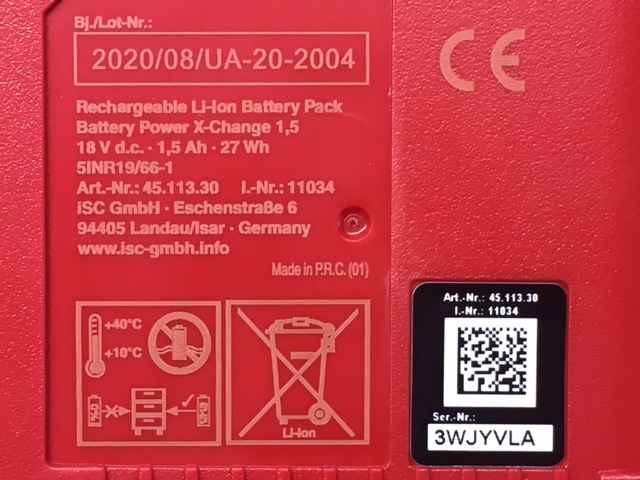 Bj./Lot-Nr.:
2020/08/UA-20-2004
Rechargeable Li-Ion Battery Pack
Battery Power X-Change 1,5
18 V d.c. · 1,5 Ah · 27 Wh
5INR19/66-1
Art.-Nr.: 45.113.30 I.-Nr.: 11034
iSC GmbH · Eschenstraße 6
94405 Landau/Isar · Germany
www.isc-gmbh.info
Made in P.R.C. (01)
CE
+40°C
+10°C
0%
Li-Ion
Art.-Nr.: 45.113.30
I.-Nr.: 11034
Ser.-Nr.:
3WJYVLA